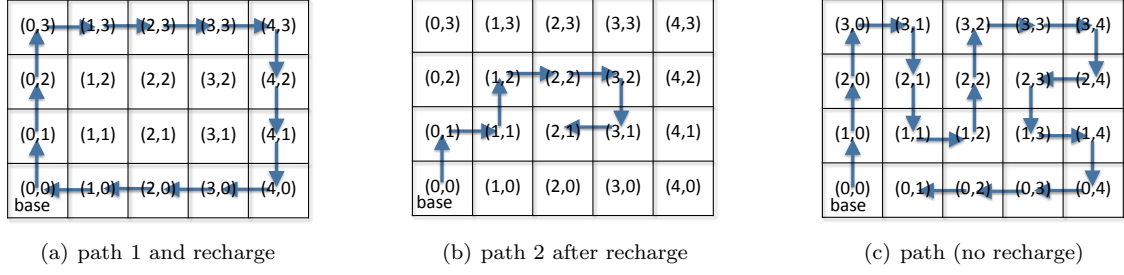 (0,3) (1,3) (2,3) (3,3) (4,3)
(0,2) (1,2) (2,2) (3,2) (4,2)
(0,1) (1,1) (2,1) (3,1) (4,1)
(0,0) (1,0) (2,0) (3,0) (4,0)
base
(a) path 1 and recharge
(0,3) (1,3) (2,3) (3,3) (4,3)
(0,2) (1,2) (2,2) (3,2) (4,2)
(0,1) (1,1) (2,1) (3,1) (4,1)
(0,0) (1,0) (2,0) (3,0) (4,0)
base
(b) path 2 after recharge
(3,0) (3,1) (3,2) (3,3) (3,4)
(2,0) (2,1) (2,2) (2,3) (2,4)
(1,0) (1,1) (1,2) (1,3) (1,4)
(0,0) (0,1) (0,2) (0,3) (0,4)
base
(c) path (no recharge)